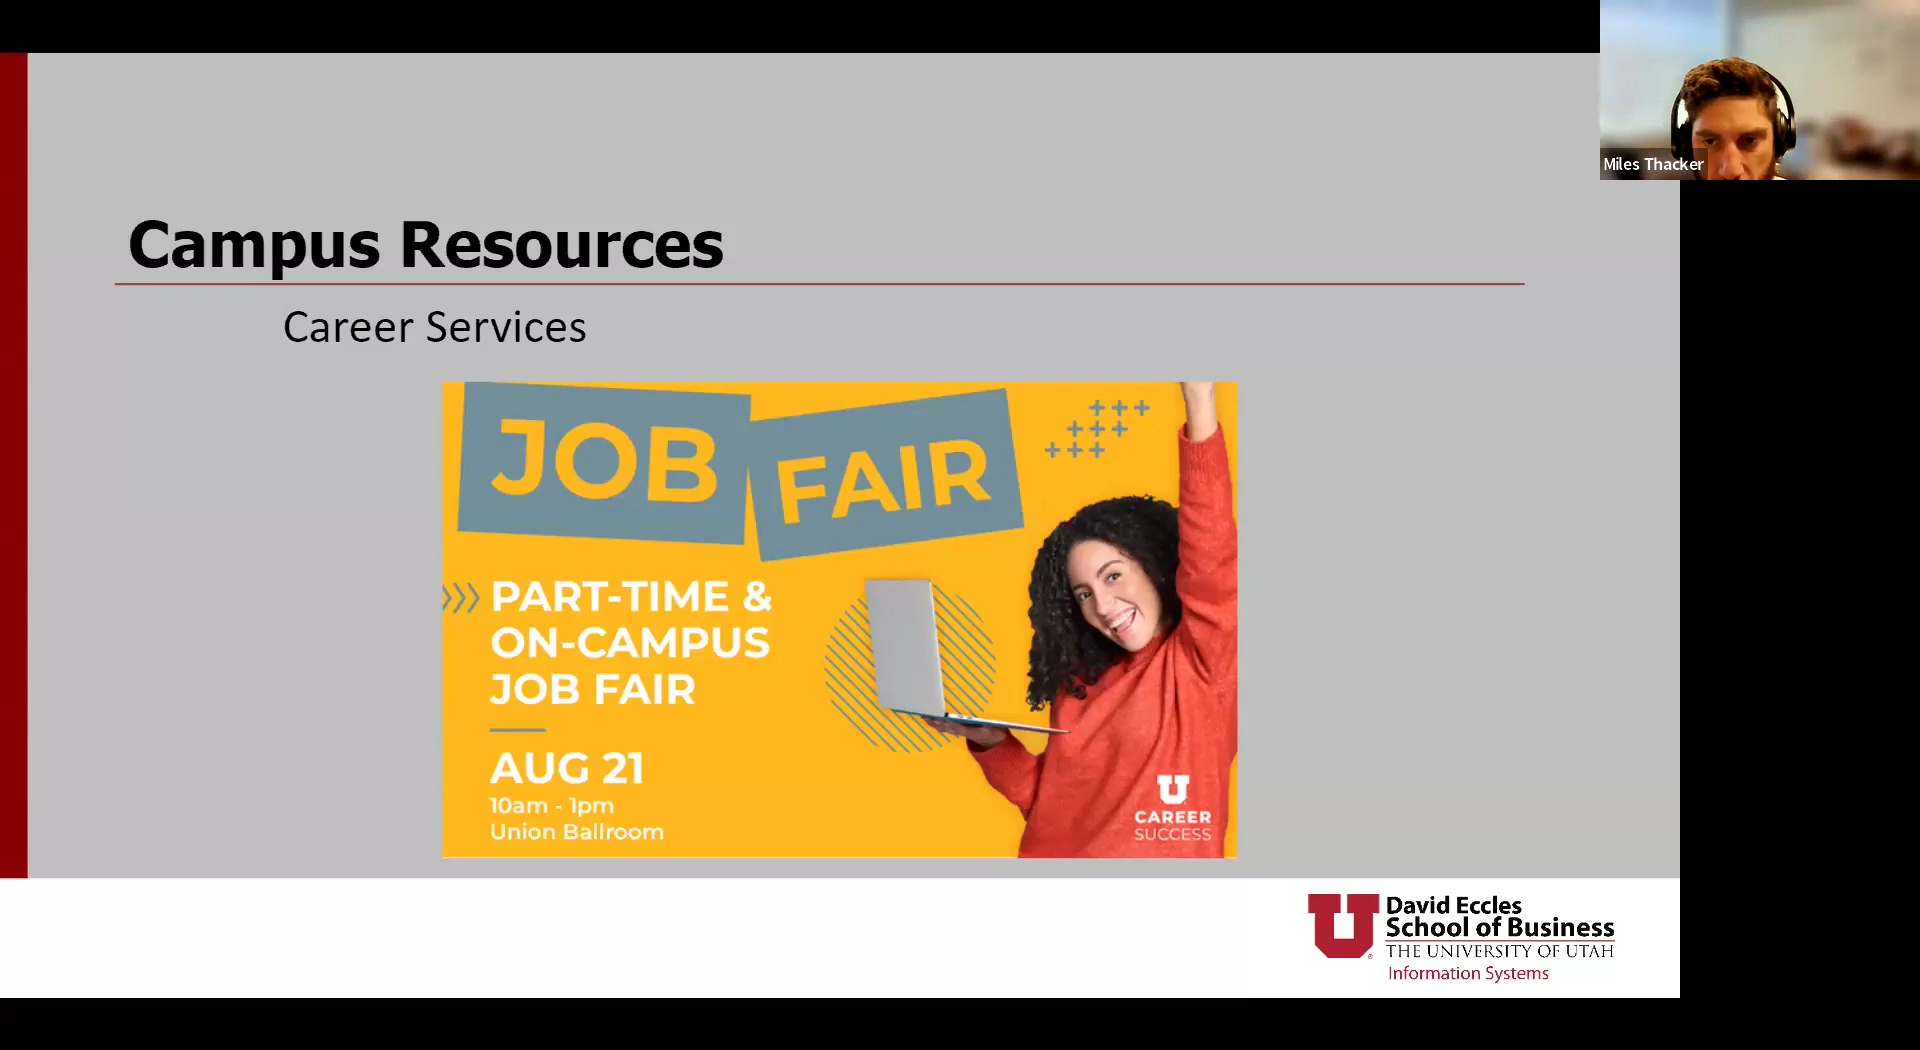 Miles Thacker
Campus Resources
Career Services
JOB FAIR
PART-TIME &
ON-CAMPUS
JOB FAIR
AUG 21
10am - 1pm
Union Ballroom
U
CAREER
SUCCESS
U
David Eccles
School of Business
THE UNIVERSITY OF UTAH
Information Systems